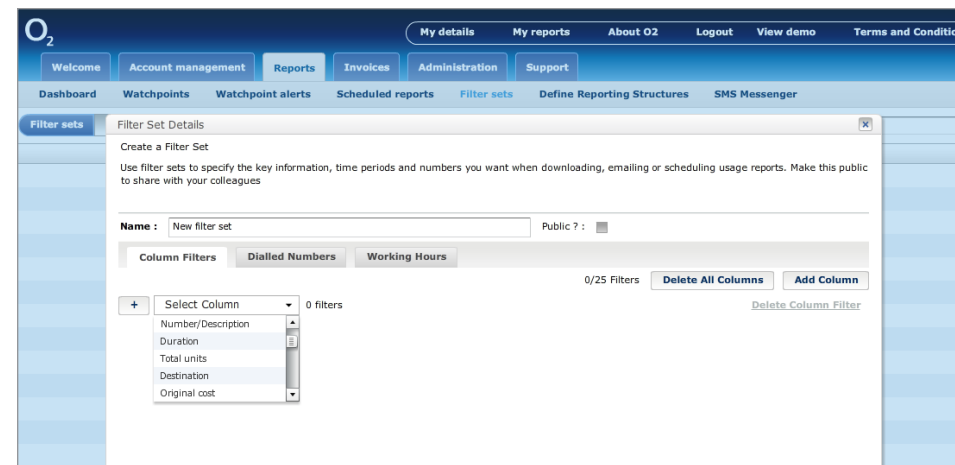 O2
My details My reports About O2 Logout View demo Terms and Conditio
Welcome Account management Reports Invoices Administration Support
Dashboard Watchpoints Watchpoint alerts Scheduled reports Filter sets Define Reporting Structures SMS Messenger
Filter sets
Filter Set Details
Create a Filter Set
Use filter sets to specify the key information, time periods and numbers you want when downloading, emailing or scheduling usage reports. Make this public
to share with your colleagues
Name : New filter set Public ? :
Column Filters Dialled Numbers Working Hours
0/25 Filters Delete All Columns Add Column
+ Select Column 0 filters Delete Column Filter
Number/Description
Duration
Total units
Destination
Original cost